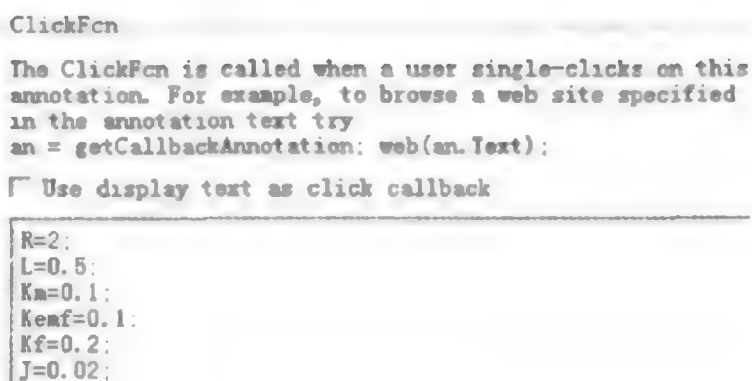 ClickFcn
The ClickFcn is called when a user single-clicks on this
annotation. For example, to browse a web site specified
in the annotation text try
an = getCallbackAnnotation; web(an.Text);
Use display text as click callback
R=2;
L=0.5;
Km=0.1;
Kemf=0.1;
Kf=0.2;
J=0.02;